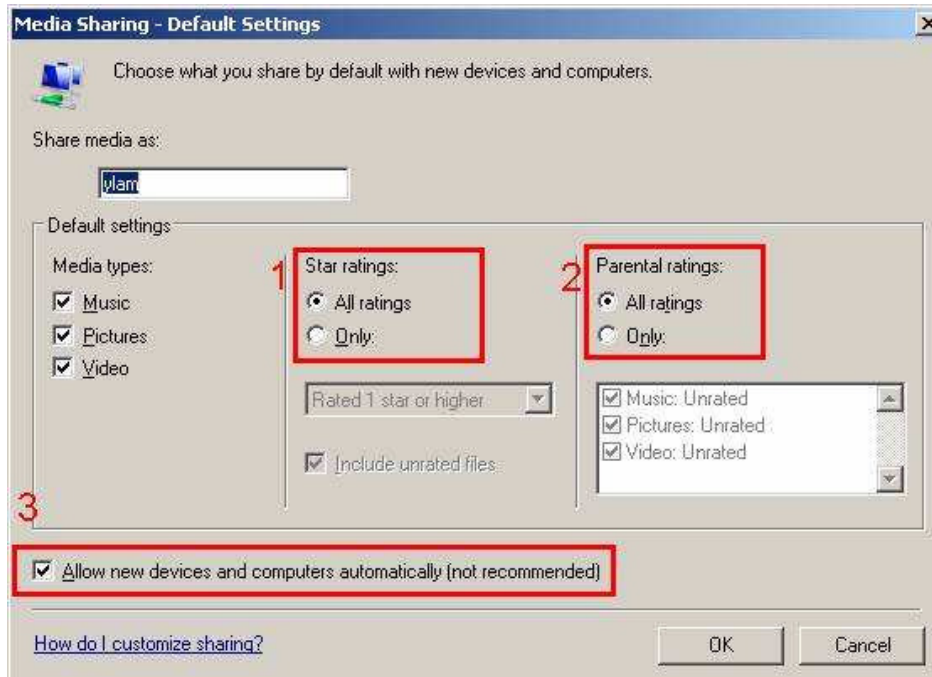 Media Sharing - Default Settings
Choose what you share by default with new devices and computers.
Share media as:
ylam
Default settings
Media types:
Music
Pictures
Video
1
Star ratings:
All ratings
Only:
Rated 1 star or higher
Include unrated files
2
Parental ratings:
All ratings
Only:
Music: Unrated
Pictures: Unrated
Video: Unrated
3
Allow new devices and computers automatically (not recommended)
How do I customize sharing?
OK
Cancel